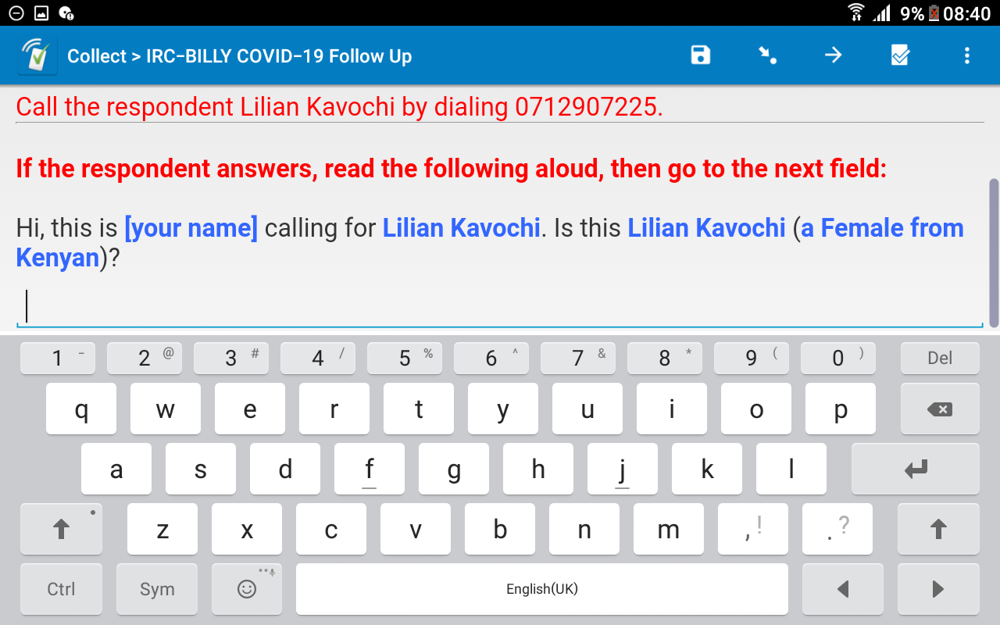 9% 08:40
Collect > IRC-BILLY COVID-19 Follow Up
Call the respondent Lilian Kavochi by dialing 0712907225.
If the respondent answers, read the following aloud, then go to the next field:
Hi, this is [your name] calling for Lilian Kavochi. Is this Lilian Kavochi (a Female from
Kenyan)?
1 - 2 @ 3 # 4 / 5 % 6 ^ 7 & 8 * 9 ( 0 ) Del
q w e r t y u i o p
a s d f g h j k l
z x c v b n m , ! . ?
Ctrl Sym English(UK)